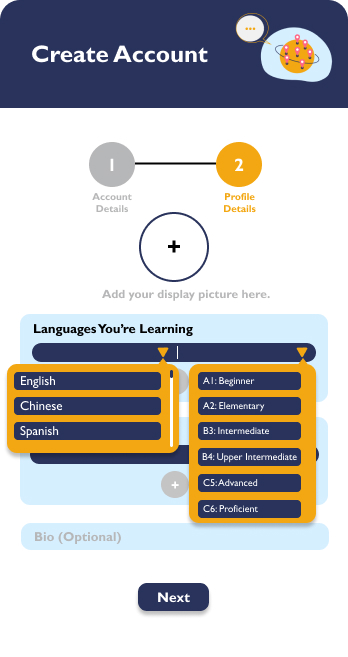 Create Account
1
2
Account
Details
Profile
Details
+
Add your display picture here.
Languages You're Learning
English
Chinese
Spanish
A1: Beginner
A2: Elementary
B3: Intermediate
B4: Upper Intermediate
C5: Advanced
C6: Proficient
+
Bio (Optional)
Next